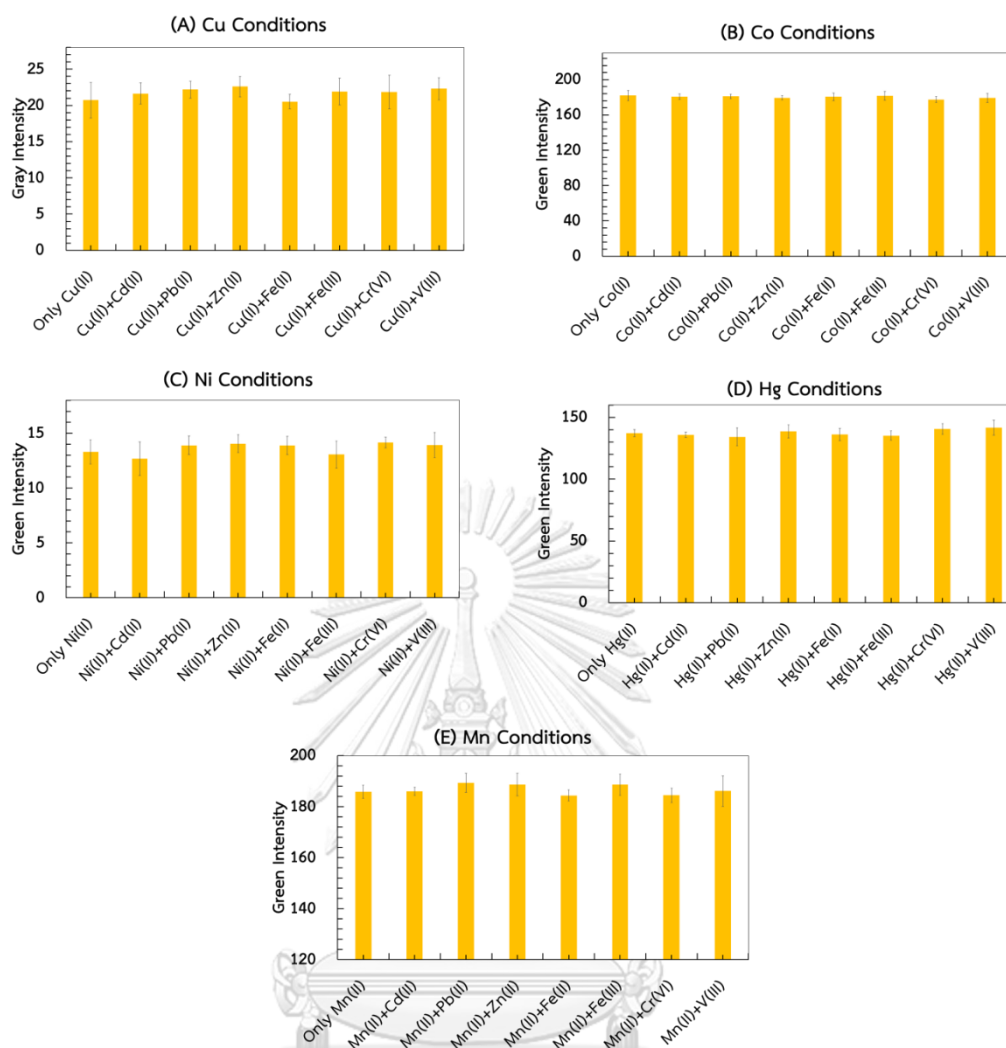 (A) Cu Conditions
Gray Intensity
25
20
15
10
5
0
Only Cu(II)
Cu(II)+Cd(II)
Cu(II)+Pb(II)
Cu(II)+Zn(II)
Cu(II)+Fe(II)
Cu(II)+Fe(III)
Cu(II)+Cr(VI)
Cu(II)+V(III)
(B) Co Conditions
Green Intensity
200
160
120
80
40
0
Only Co(II)
Co(II)+Cd(II)
Co(II)+Pb(II)
Co(II)+Zn(II)
Co(II)+Fe(II)
Co(II)+Fe(III)
Co(II)+Cr(VI)
Co(II)+V(III)
(C) Ni Conditions
Green Intensity
15
10
5
0
Only Ni(II)
Ni(II)+Cd(II)
Ni(II)+Pb(II)
Ni(II)+Zn(II)
Ni(II)+Fe(II)
Ni(II)+Fe(III)
Ni(II)+Cr(VI)
Ni(II)+V(III)
(D) Hg Conditions
Green Intensity
150
100
50
0
Only Hg(II)
Hg(II)+Cd(II)
Hg(II)+Pb(II)
Hg(II)+Zn(II)
Hg(II)+Fe(II)
Hg(II)+Fe(III)
Hg(II)+Cr(VI)
Hg(II)+V(III)
(E) Mn Conditions
Green Intensity
200
180
160
140
120
Only Mn(II)
Mn(II)+Cd(II)
Mn(II)+Pb(II)
Mn(II)+Zn(II)
Mn(II)+Fe(II)
Mn(II)+Fe(III)
Mn(II)+Cr(VI)
Mn(II)+V(III)